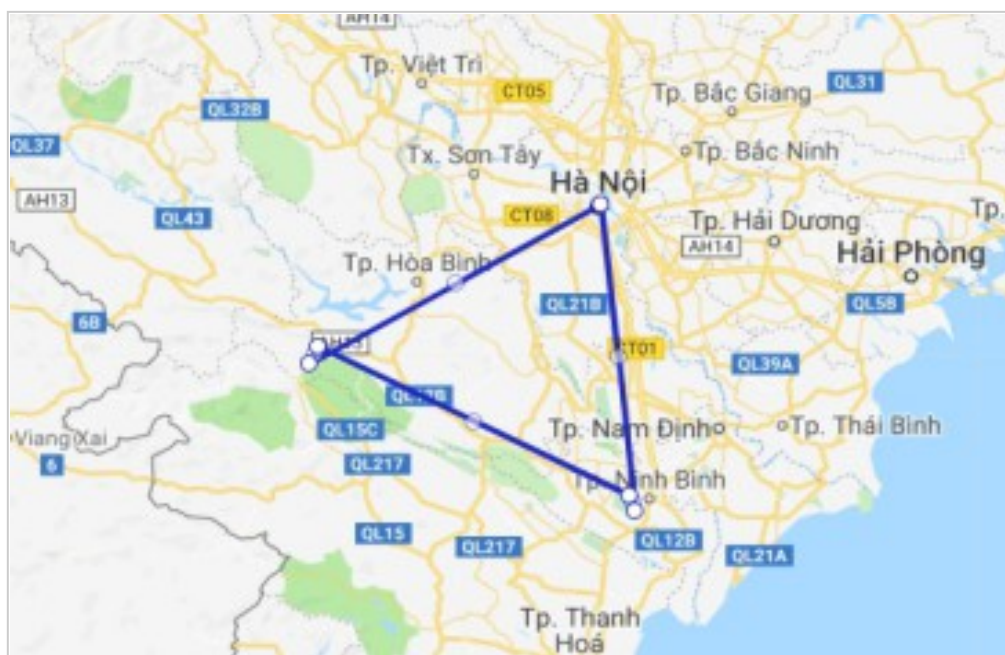 AH14
Tp. Việt Trì
CT05
QL31
Tp. Bắc Giang
QL32B
QL37
Tx. Sơn Tây
Tp. Bắc Ninh
Hà Nội
AH13
QL43
CT08
Tp. Hải Dương
Tp.
AH14
Hải Phòng
Tp. Hòa Bình
QL21B
QL5B
6B
CT01
QL39A
Viang Xai
QL15C
Tp. Nam Định
Tp. Thái Bình
6
QL217
Tp. Ninh Bình
QL15
QL217
QL12B
QL21A
Tp. Thanh
Hoá